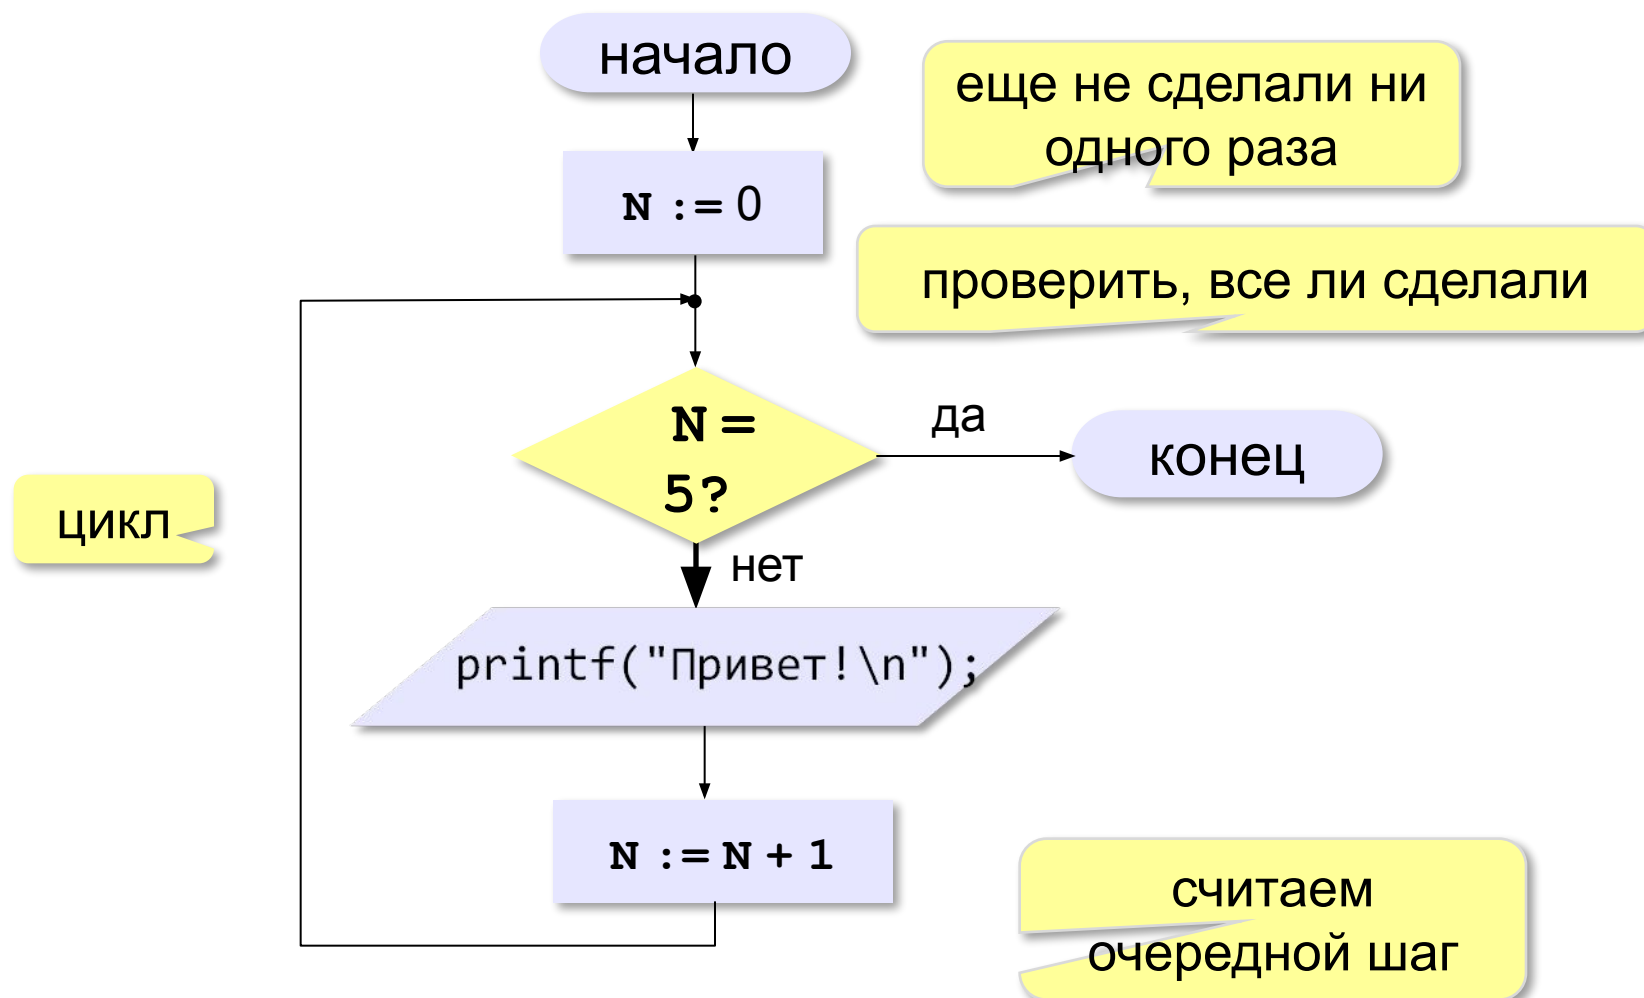 начало
еще не сделали ни
одного раза
N := 0
проверить, все ли сделали
N =
5?
да
конец
цикл
нет
printf("Привет!\n");
N := N + 1
считаем
очередной шаг